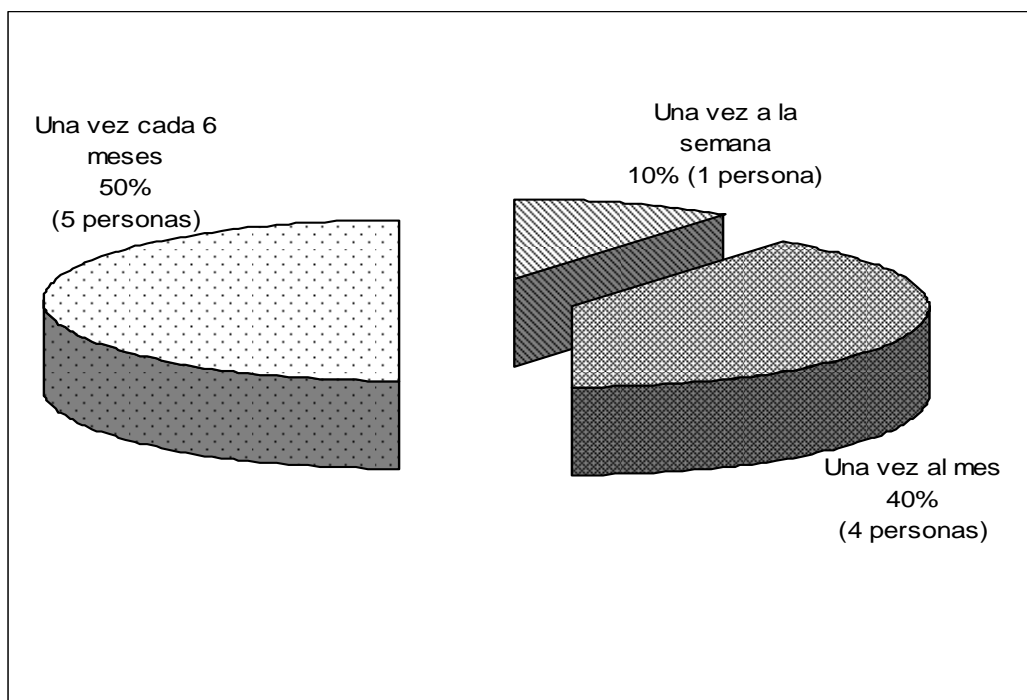 Una vez cada 6
meses
50%
(5 personas)
Una vez a la
semana
10% (1 persona)
Una vez al mes
40%
(4 personas)